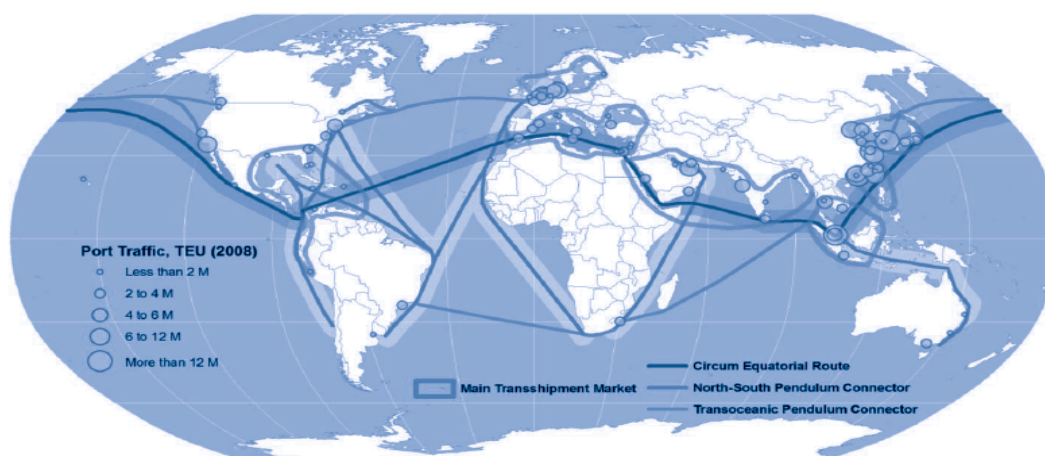 Port Traffic, TEU (2008)
Less than 2 M
2 to 4 M
4 to 6 M
6 to 12 M
More than 12 M
Main Transshipment Market
Circum Equatorial Route
North-South Pendulum Connector
Transoceanic Pendulum Connector